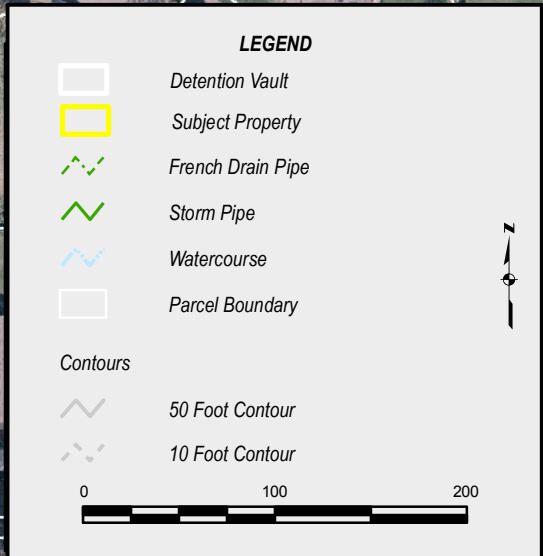 LEGEND
Detention Vault
Subject Property
French Drain Pipe
Storm Pipe
Watercourse
Parcel Boundary
Contours
50 Foot Contour
10 Foot Contour
0 100 200
N